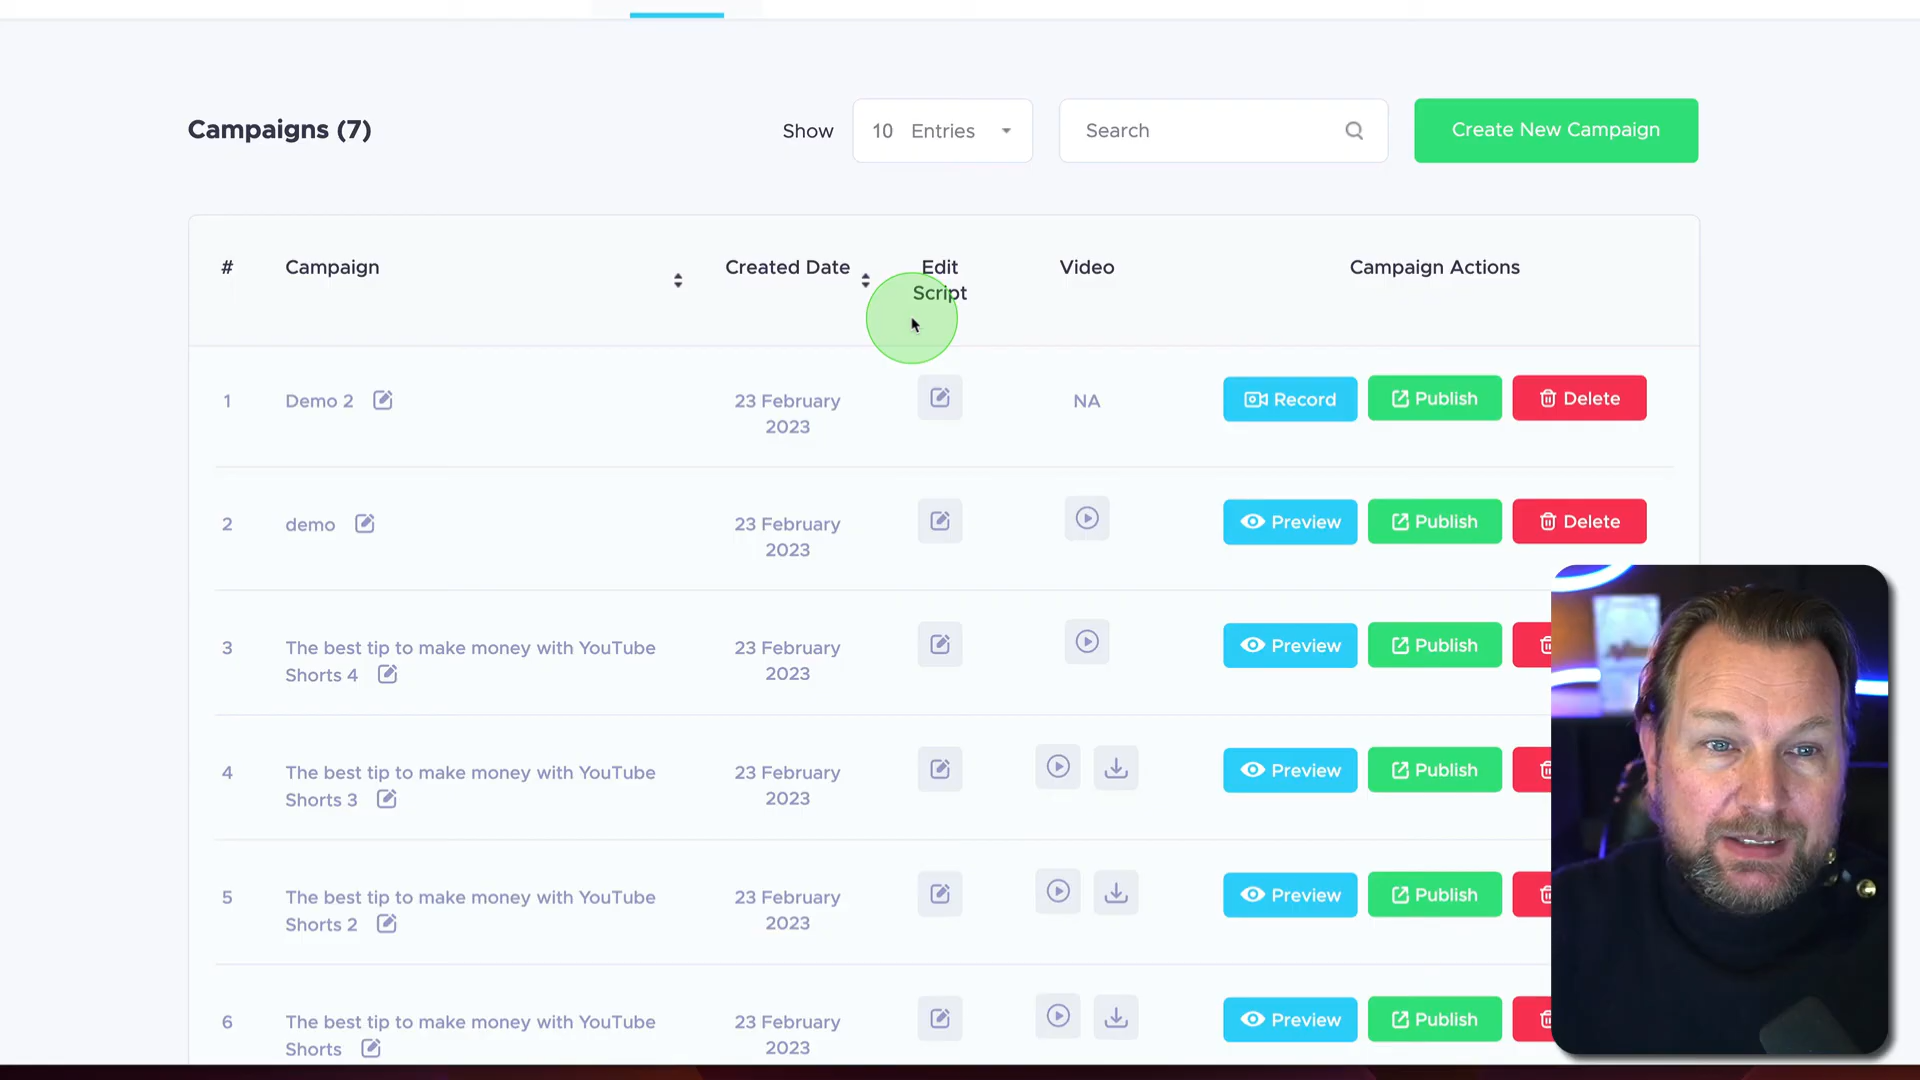 Campaigns (7)
Show
10 Entries
Search
Create New Campaign
# Campaign Created Date Edit Script Video Campaign Actions
1 Demo 2 23 February 2023 NA Record Publish Delete
2 demo 23 February 2023 Preview Publish Delete
3 The best tip to make money with YouTube Shorts 4 23 February 2023 Preview Publish
4 The best tip to make money with YouTube Shorts 3 23 February 2023 Preview Publish
5 The best tip to make money with YouTube Shorts 2 23 February 2023 Preview Publish
6 The best tip to make money with YouTube Shorts 23 February 2023 Preview Publish